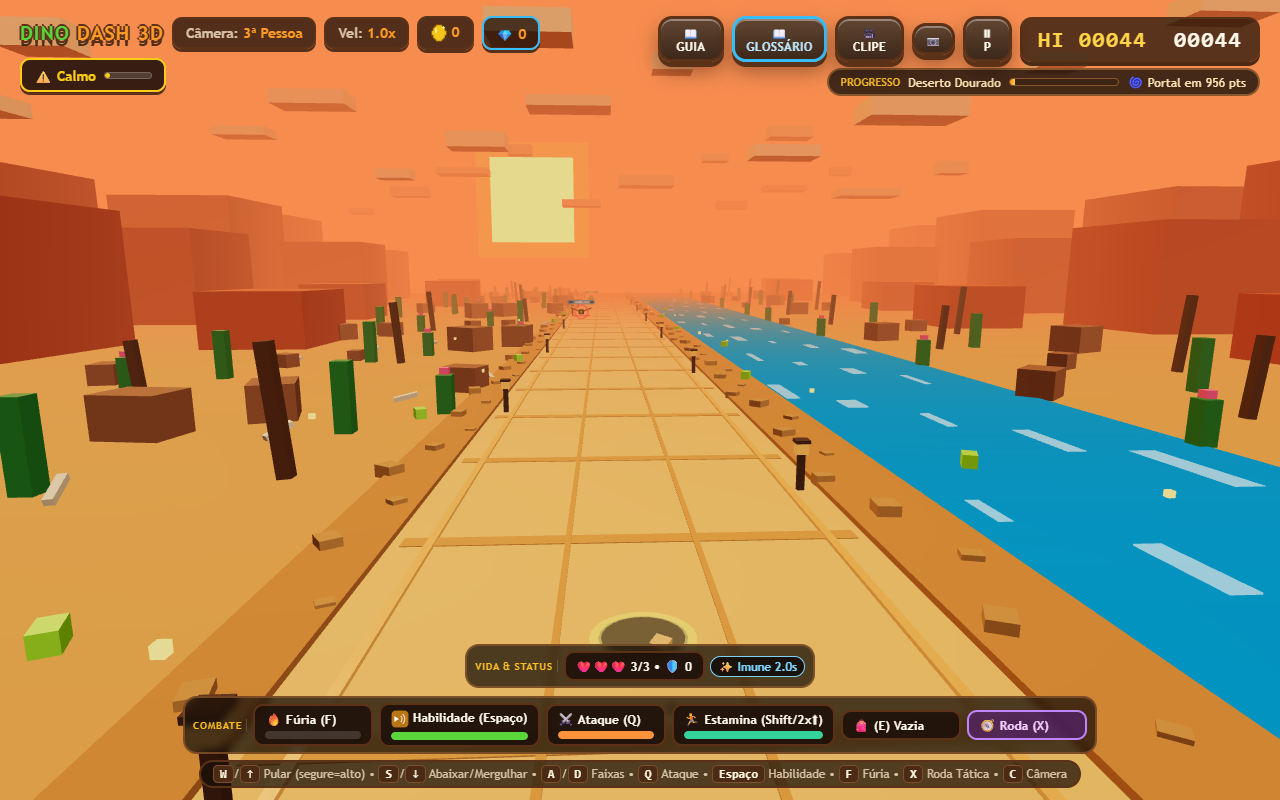 DINO DASH 3D
Câmera: 3ª Pessoa
Vel: 1.0x
0
0
GUIA
GLOSSÁRIO
CLIPE
P
HI 00044 00044
Calmo
PROGRESSO Deserto Dourado Portal em 956 pts
VIDA & STATUS 3/3 • 0 Imune 2.0s
COMBATE Fúria (F) Habilidade (Espaço) Ataque (Q) Estamina (Shift/2x⬆) (E) Vazia Roda (X)
W / ↑ Pular (segure=alto) • S / ↓ Abaixar/Mergulhar • A / D Faixas • Q Ataque • Espaço Habilidade • F Fúria • X Roda Tática • C Câmera